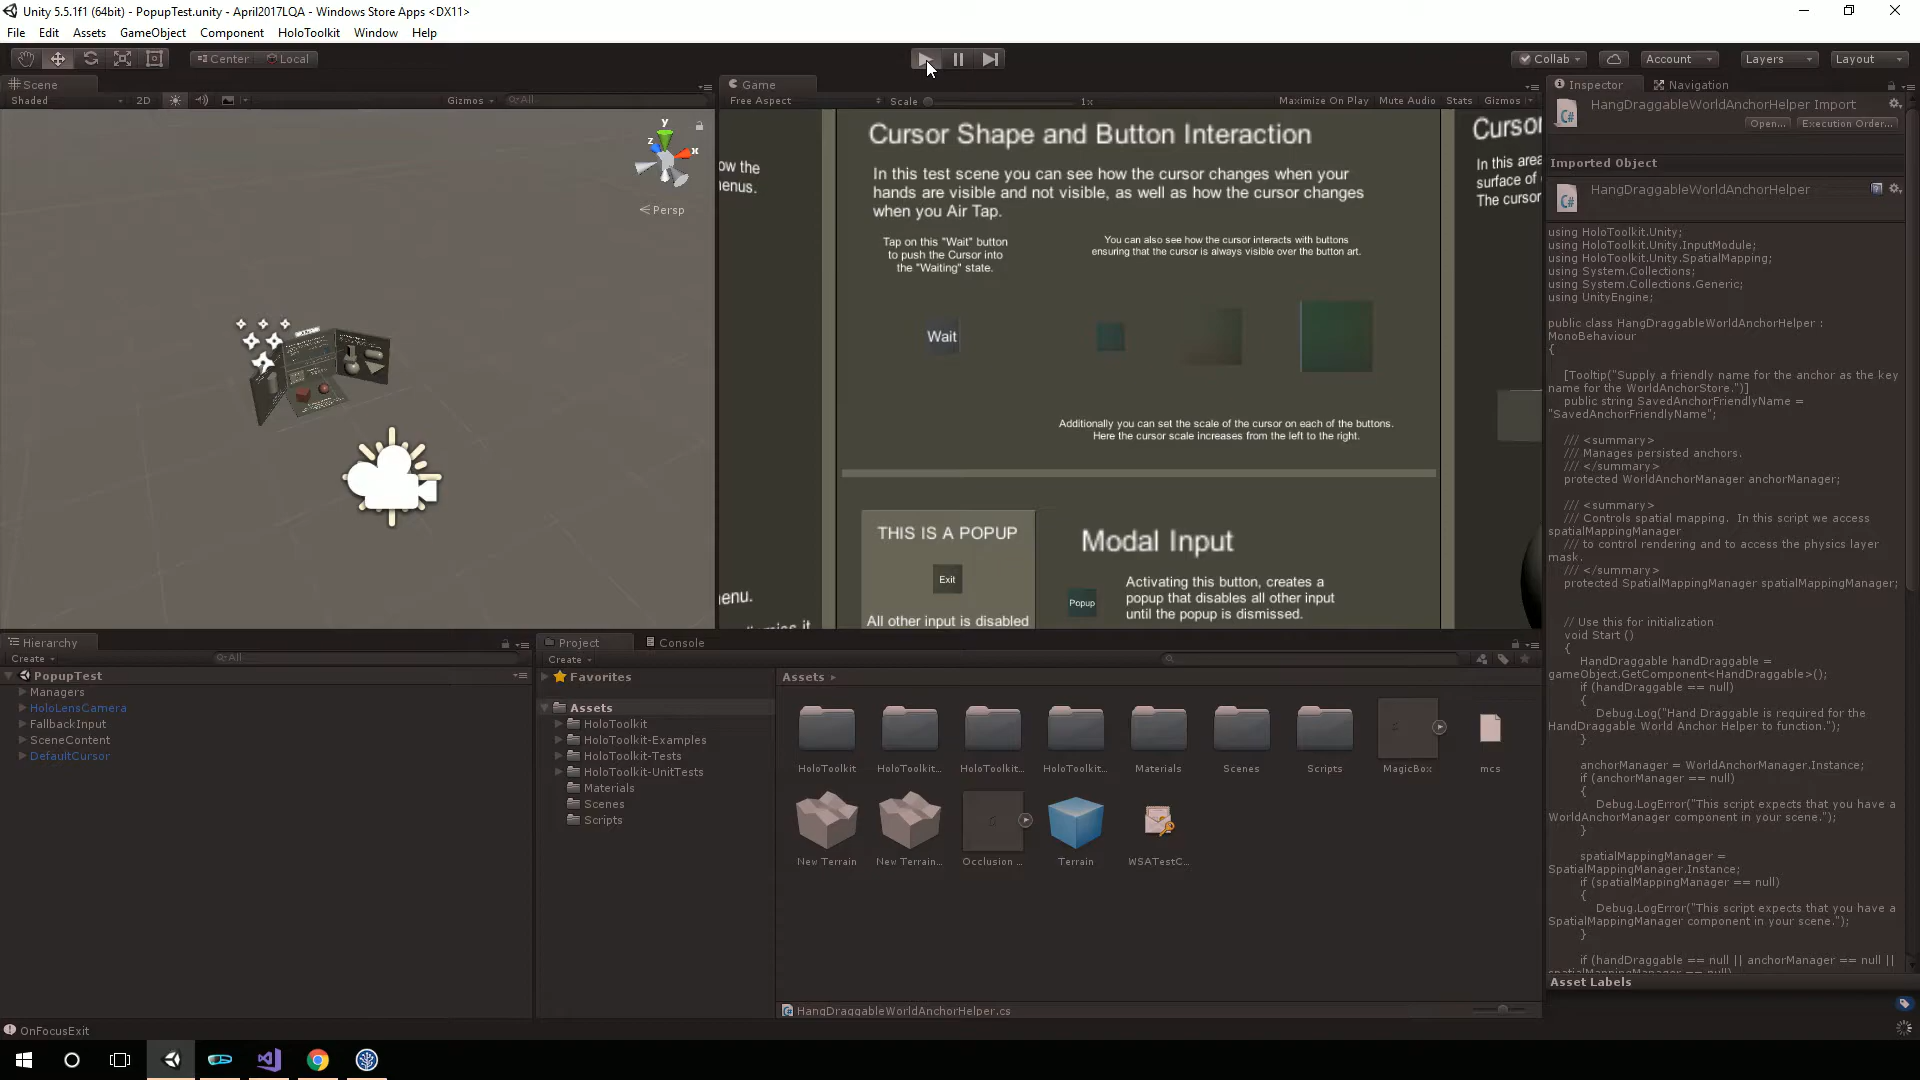 Unity 5.5.1f1 (64bit) - PopupTest.unity - April2017LQA - Windows Store Apps <DX11>
File Edit Assets GameObject Component HoloToolkit Window Help
Center Local
Collab Account Layers Layout
Scene
Shaded 2D Gizmos All
y
z
x
Persp
Game
Free Aspect Scale 1x Maximize On Play Mute Audio Stats Gizmos
ow the
enus.
Cursor Shape and Button Interaction
In this test scene you can see how the cursor changes when your
hands are visible and not visible, as well as how the cursor changes
when you Air Tap.
Tap on this "Wait" button
to push the Cursor into
the "Waiting" state.
You can also see how the cursor interacts with buttons
ensuring that the cursor is always visible over the button art.
Wait
Additionally you can set the scale of the cursor on each of the buttons.
Here the cursor scale increases from the left to the right.
THIS IS A POPUP
Exit
All other input is disabled
Modal Input
Popup
Activating this button, creates a
popup that disables all other input
until the popup is dismissed.
enu.
Curso
In this area
surface of
The cursor
Inspector Navigation
HangDraggableWorldAnchorHelper Import
Open... Execution Order...
Imported Object
C#
HangDraggableWorldAnchorHelper
C#
using HoloToolkit.Unity;
using HoloToolkit.Unity.InputModule;
using HoloToolkit.Unity.SpatialMapping;
using System.Collections;
using System.Collections.Generic;
using UnityEngine;
public class HangDraggableWorldAnchorHelper :
MonoBehaviour
{
[Tooltip("Supply a friendly name for the anchor as the key
name for the WorldAnchorStore.")]
public string SavedAnchorFriendlyName =
"SavedAnchorFriendlyName";
/// <summary>
/// Manages persisted anchors.
/// </summary>
protected WorldAnchorManager anchorManager;
/// <summary>
/// Controls spatial mapping.  In this script we access
spatialMappingManager
/// to control rendering and to access the physics layer
mask.
/// </summary>
protected SpatialMappingManager spatialMappingManager;
// Use this for initialization
void Start ()
{
HandDraggable handDraggable =
gameObject.GetComponent<HandDraggable>();
if (handDraggable == null)
{
Debug.Log("Hand Draggable is required for the
HandDraggable World Anchor Helper to function.");
}
anchorManager = WorldAnchorManager.Instance;
if (anchorManager == null)
{
Debug.LogError("This script expects that you have a
WorldAnchorManager component in your scene.");
}
spatialMappingManager =
SpatialMappingManager.Instance;
if (spatialMappingManager == null)
{
Debug.LogError("This script expects that you have a
SpatialMappingManager component in your scene.");
}
if (handDraggable == null || anchorManager == null ||
Asset Labels
Hierarchy
Create All
PopupTest
Managers
HoloLensCamera
FallbackInput
SceneContent
DefaultCursor
Project Console
Create
Favorites
Assets
HoloToolkit
HoloToolkit-Examples
HoloToolkit-Tests
HoloToolkit-UnitTests
Materials
Scenes
Scripts
Assets
HoloToolkit HoloToolkit... HoloToolkit... HoloToolkit... Materials Scenes Scripts MagicBox mcs
New Terrain New Terrain... Occlusion ... Terrain WSATestC...
HangDraggableWorldAnchorHelper.cs
OnFocusExit